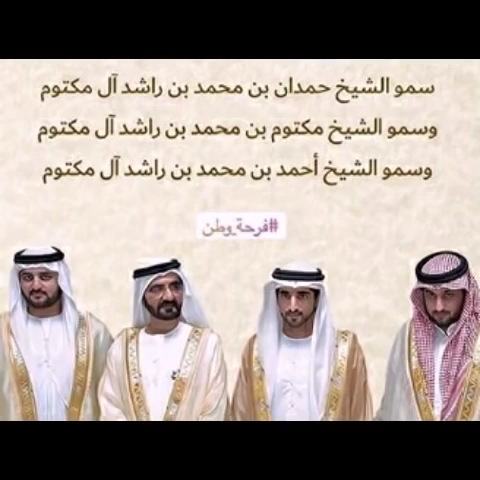 سمو الشيخ حمدان بن محمد بن راشد آل مكتوم
وسمو الشيخ مكتوم بن محمد بن راشد آل مكتوم
وسمو الشيخ أحمد بن محمد بن راشد آل مكتوم
#فرحة_وطن